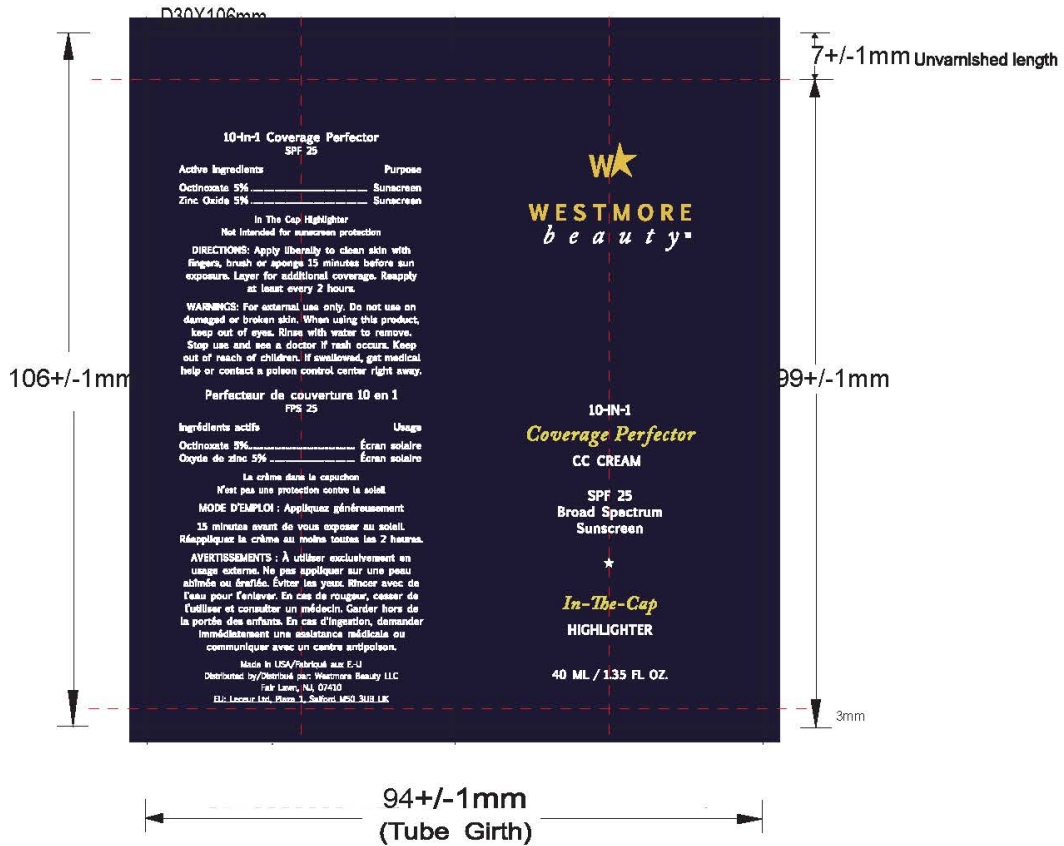 D30X106mm
7+/-1mm Unvarnished length
10-in-1 Coverage Perfector
SPF 25
Active Ingredients Purpose
Octinoxate 5% Sunscreen
Zinc Oxide 5% Sunscreen
In The Cap Highlighter
Not intended for sunscreen protection
DIRECTIONS: Apply liberally to clean skin with
fingers, brush or sponge 15 minutes before sun
exposure. Layer for additional coverage. Reapply
at least every 2 hours.
WARNINGS: For external use only. Do not use on
damaged or broken skin. When using this product,
keep out of eyes. Rinse with water to remove.
Stop use and see a doctor if rash occurs. Keep
out of reach of children. If swallowed, get medical
help or contact a poison control center right away.
Perfecteur de couverture 10 en 1
FPS 25
Ingrédients actifs Usage
Octinoxate 5% Écran solaire
Oxyde de zinc 5% Écran solaire
La crème dans la capuchon
N'est pas une protection contre le soleil
MODE D'EMPLOI : Appliquez généreusement
15 minutes avant de vous exposer au soleil.
Réappliquez la crème au moins toutes les 2 heures.
AVERTISSEMENTS : À utiliser exclusivement en
usage externe. Ne pas appliquer sur une peau
abîmée ou éraflée. Éviter les yeux. Rincer avec de
l'eau pour l'enlever. En cas de rougeur, cesser de
l'utiliser et consulter un médecin. Garder hors de
la portée des enfants. En cas d'ingestion, demander
immédiatement une assistance médicale ou
communiquer avec un centre antipoison.
Made in USA/Fabriqué aux E.-U
Distributed by/Distribué par: Westmore Beauty LLC
Fair Lawn, NJ, 07410
EU: Leceur Ltd, Plaza 1, Salford M50 3UB UK
W
WESTMORE
beauty
10-IN-1
Coverage Perfector
CC CREAM
SPF 25
Broad Spectrum
Sunscreen
In-The-Cap
HIGHLIGHTER
40 ML / 1.35 FL OZ.
106+/-1mm
99+/-1mm
3mm
94+/-1mm
(Tube Girth)